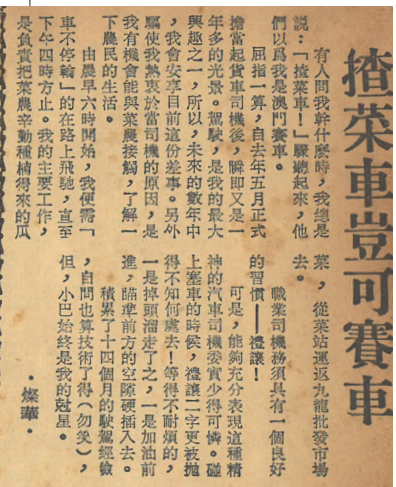 揸菜車豈可賽車
有人問我幹什麼時，我總是
說：「揸菜車！」驟聽起來，他
們以爲我是澳門賽車。
屈指一算，自去年五月正式
擔當起貨車司機後，瞬即又是一
年多的光景。駕駛，是我的最大
興趣之一，所以，未來的數年中
，我會安享目前這份差事。另外
驅使我熱衷於當司機的原因，是
我有機會能與菜農接觸，了解一
下農民的生活。
由農早六時開始，我便需「
車不停輪」的在路上飛馳，直至
下午四時方止。我的主要工作，
是負責把菜農辛勤種植得來的瓜
菜，從菜站運返九龍批發市場
去。
職業司機務須具有一個良好
的習慣——禮讓！
可是，能夠充分表現這種精
神的汽車司機委實少得可憐。碰
上塞車的時候，禮讓二字更被拋
得不知何處去！等得不耐煩的，
一是掉頭溜走了之，一是加油前
進，瞄準前方的空隙硬插入去。
積累了十四個月的駛駕經驗
，自問也算技術了得（勿笑），
但，小巴始終是我的尅星。
·燦華·